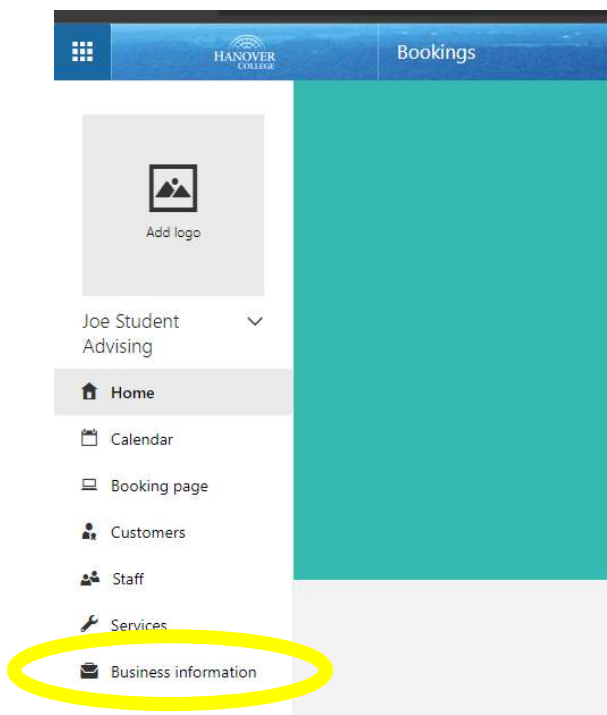 HANOVER
COLLEGE
Bookings
Add logo
Joe Student
Advising
Home
Calendar
Booking page
Customers
Staff
Services
Business information